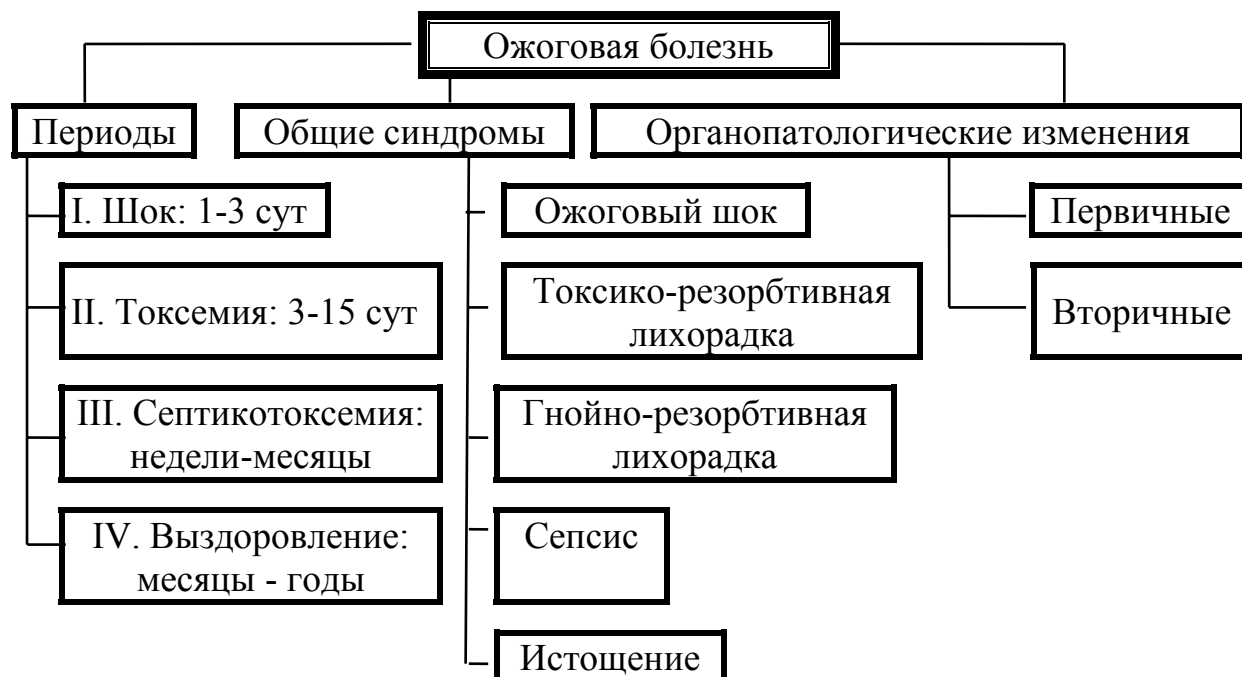 Ожоговая болезнь
Периоды
Общие синдромы
Органопатологические изменения
I. Шок: 1-3 сут
II. Токсемия: 3-15 сут
III. Септикотоксемия:
недели-месяцы
IV. Выздоровление:
месяцы - годы
Ожоговый шок
Токсико-резорбтивная
лихорадка
Гнойно-резорбтивная
лихорадка
Сепсис
Истощение
Первичные
Вторичные